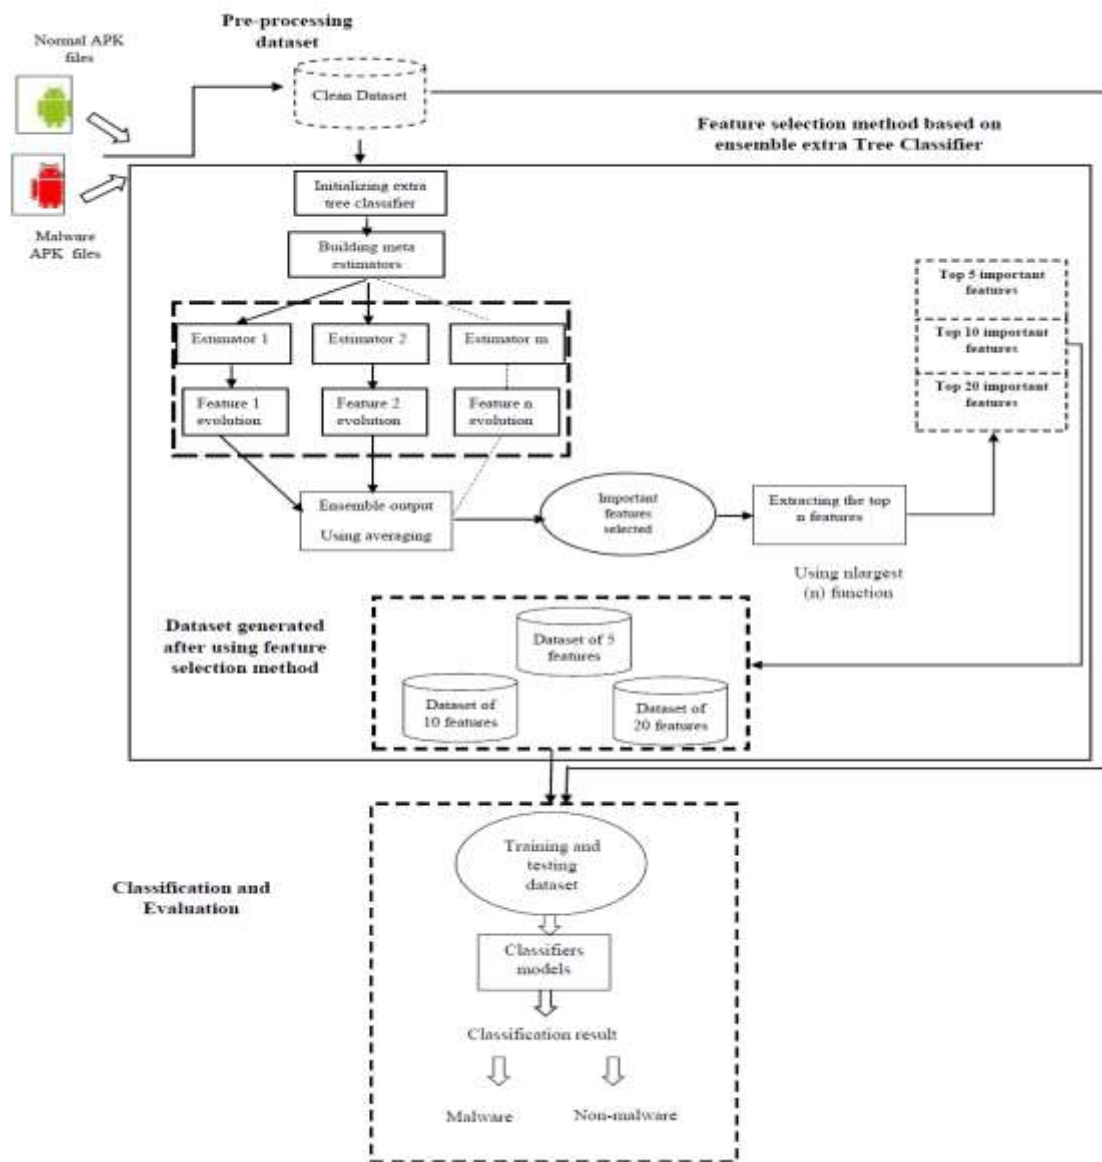 Pre-processing
dataset
Normal APK
files
Clean Dataset
Malware
APK files
Feature selection method based on
ensemble extra Tree Classifier
Initializing extra
tree classifier
Building meta
estimators
Estimator 1
Estimator 2
Estimator m
Feature 1
evolution
Feature 2
evolution
Feature n
evolution
Ensemble output
Using averaging
Important
features
selected
Extracting the top
n features
Using nlargest
(n) function
Top 5 important
features
Top 10 important
features
Top 20 important
features
Dataset generated
after using feature
selection method
Dataset of 5
features
Dataset of
10 features
Dataset of
20 features
Classification and
Evaluation
Training and
testing
dataset
Classifiers
models
Classification result
Malware
Non-malware